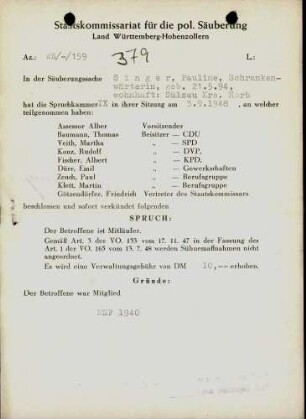 Staatskommissariat für die pol. Säuberung
Land Württemberg-Hohenzollern
Az.: /159 379 L:
In der Säuberungssache Singer, Pauline, Schranken-
wärterin, geb. 21.5.94,
wohnhaft: Sulzau Krs. Horb
hat die Spruchkammer IX in ihrer Sitzung am 3.9.1948, an welcher
teilgenommen haben:
Assessor Alber Vorsitzender
Baumann, Thomas Beisitzer — CDU
Veith, Martha „ — SPD
Konz, Rudolf „ — DVP,
Fischer, Albert „ — KPD,
Dürr, Emil „ — Gewerkschaften
Zench, Paul „ — Berufsgruppe
Klett, Martin „ — Berufsgruppe
Götzendörfer, Friedrich Vertreter des Staatskommissars
beschlossen und sofort verkündet folgenden
SPRUCH:
Der Betroffene ist Mitläufer.
Gemäß Art. 3 der VO. 133 vom 17. 11. 47 in der Fassung des
Art. 1 der VO. 165 vom 13. 7. 48 werden Sühnemaßnahmen nicht
angeordnet.
Es wird eine Verwaltungsgebühr von DM 10,-- erhoben.
Gründe:
Der Betroffene war Mitglied
1940